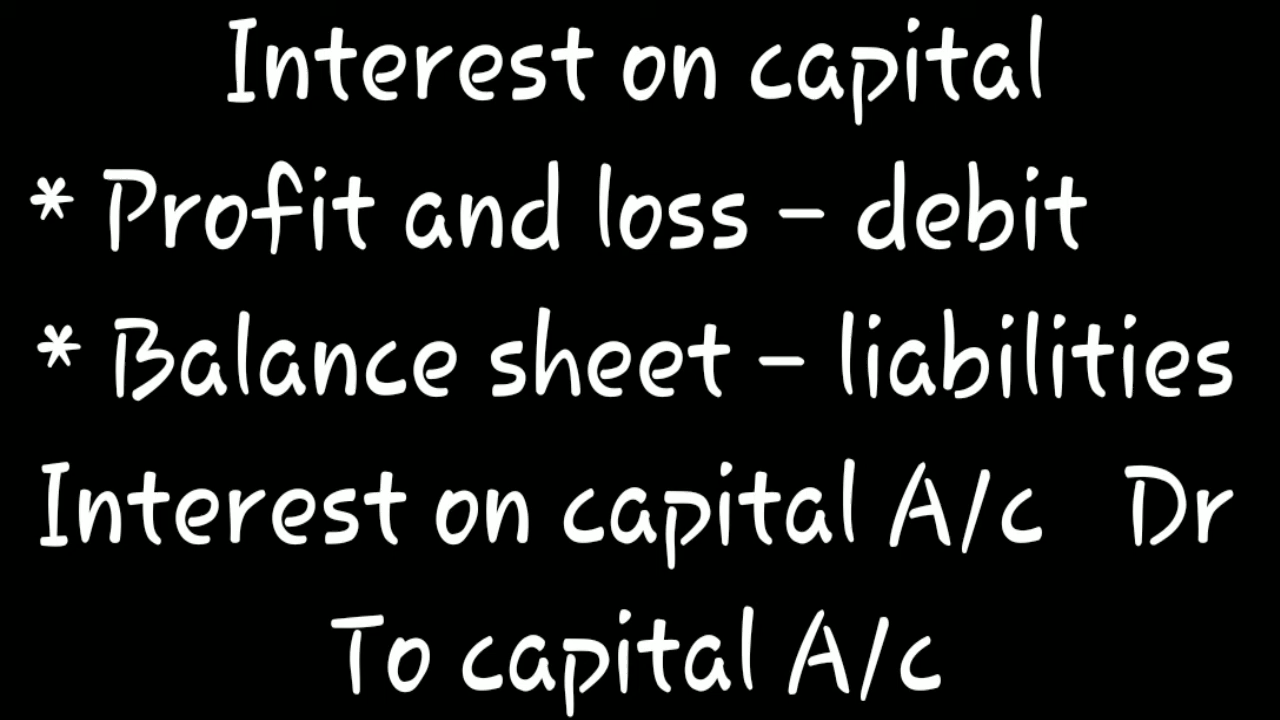 Interest on capital
* Profit and loss - debit
* Balance sheet - liabilities
Interest on capital A/c Dr
To capital A/c